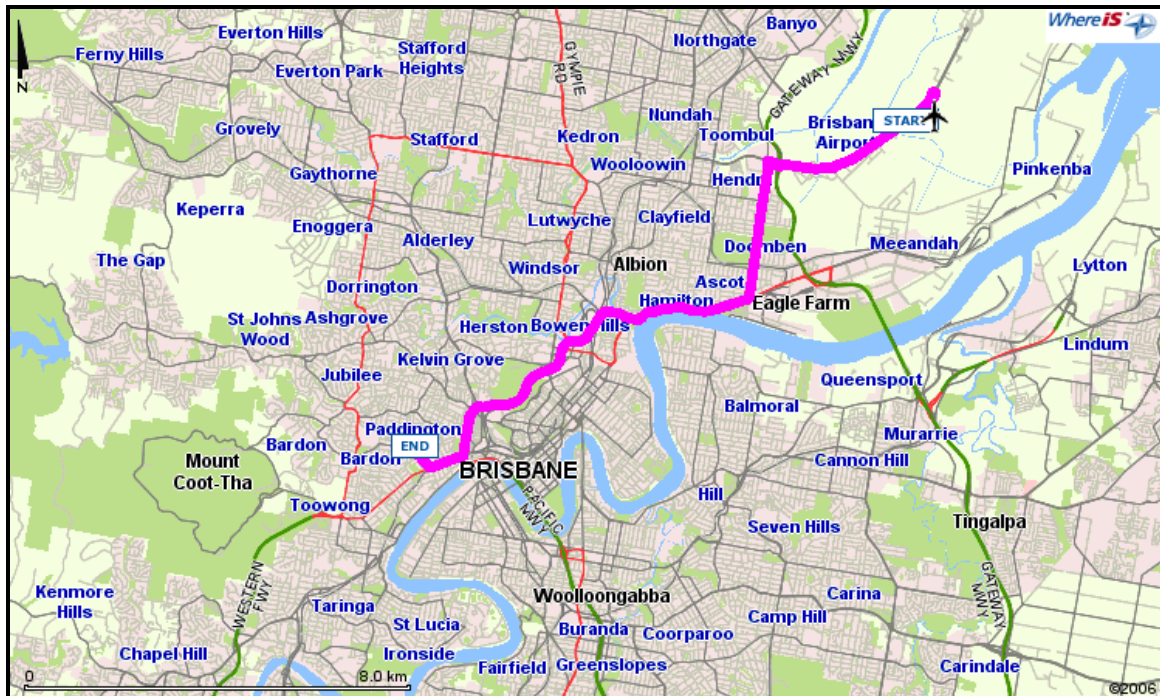 Banyo
WhereiS
Everton Hills
Ferny Hills
Stafford
Heights
Northgate
GYMPIE
RD
GATEWAY MWY
N
Everton Park
Nundah
Grovely
Stafford
Kedron
Toombul
Brisban
START
Airport
Wooloowin
Gaythorne
Hendr
Pinkenba
Keperra
Lutwyche
Clayfield
Enoggera
Alderley
Doomben
Meeandah
The Gap
Windsor
Albion
Lytton
Dorrington
Ascot
Hamilton
Eagle Farm
St Johns
Wood
Ashgrove
Herston
Bowen Hills
Lindum
Kelvin Grove
Jubilee
Queensport
Balmoral
Paddington
END
Murarrie
Bardon
Bardon
Mount
Coot-Tha
BRISBANE
Cannon Hill
Toowong
PACIFIC
MWY
Hill
Seven Hills
Tingalpa
WESTERN
FWY
GATEWAY
MWY
Kenmore
Hills
Taringa
Woolloongabba
Carina
Camp Hill
St Lucia
Buranda
Coorparoo
Chapel Hill
Ironside
Fairfield
Greenslopes
Carindale
0
8.0 km
©2006